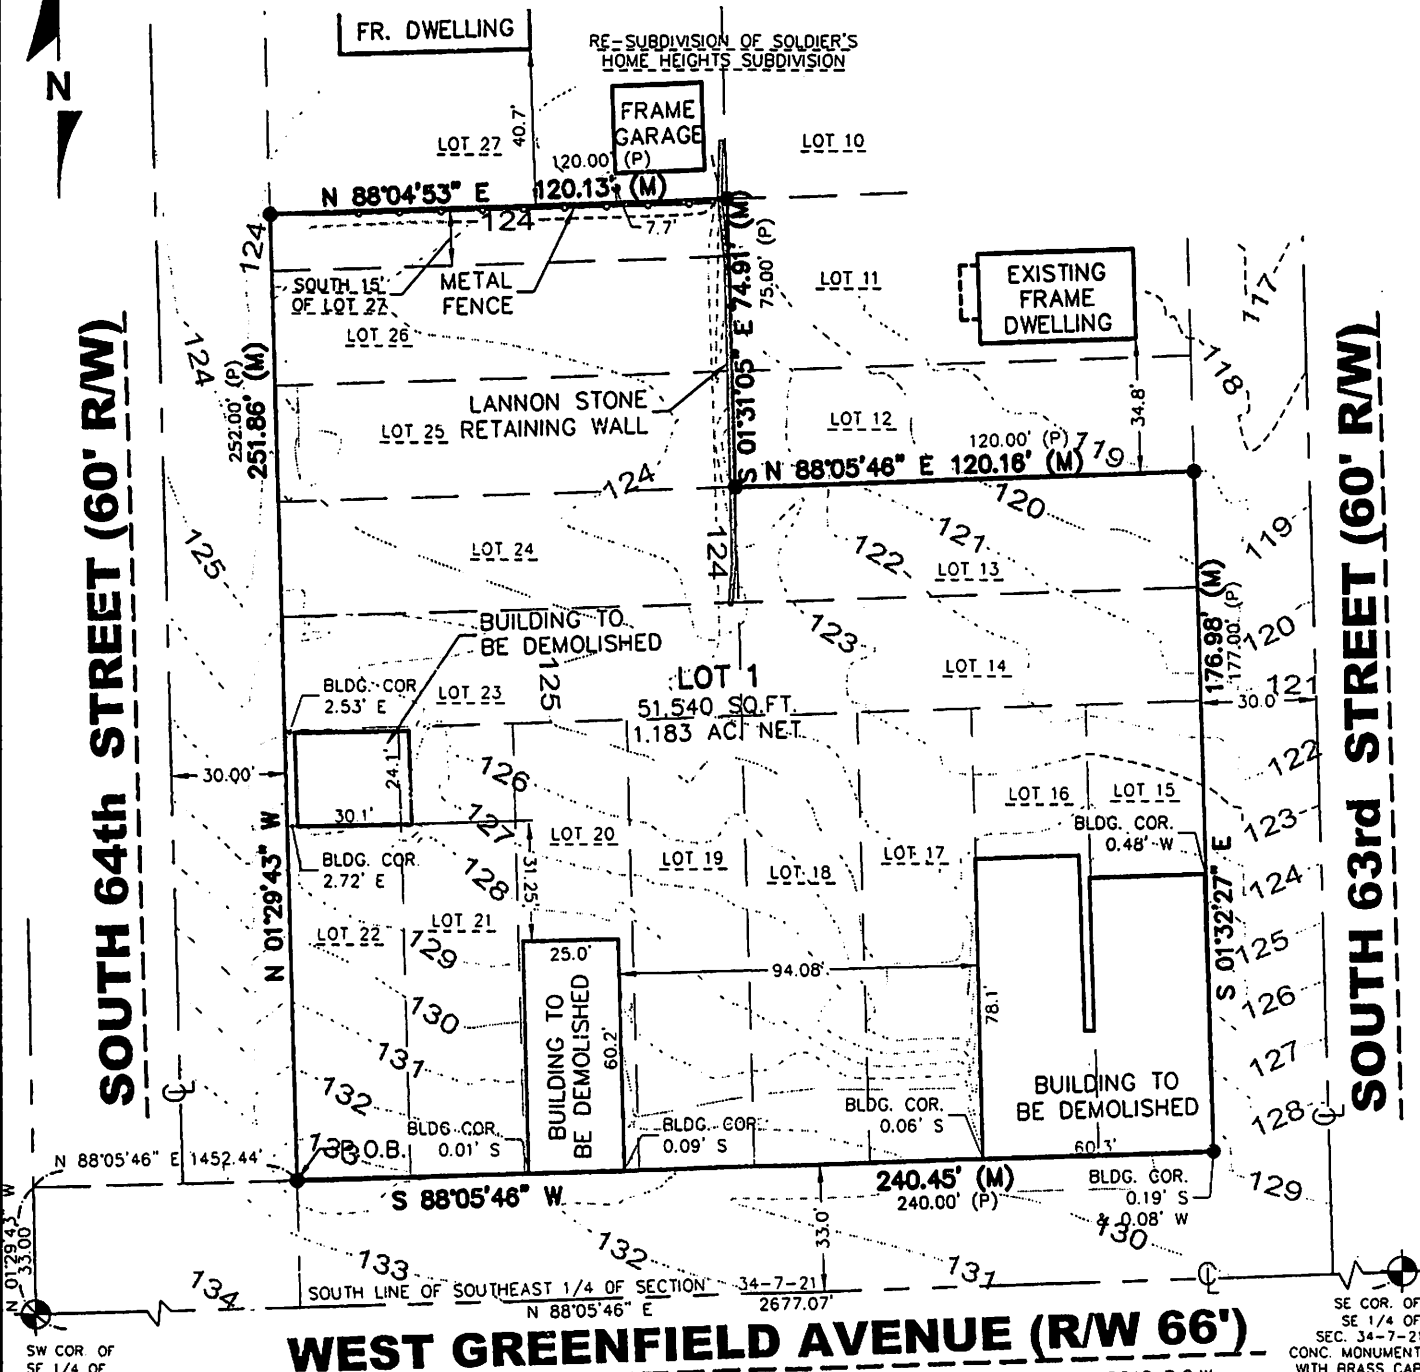 FR. DWELLING
RE-SUBDIVISION OF SOLDIER'S
HOME HEIGHTS SUBDIVISION
N
FRAME
GARAGE
40.7'
LOT 27
LOT 10
120.00' (P)
N 88°04'53" E 120.13' (M)
124
7.7'
124
SOUTH 15'
OF LOT 27
METAL
FENCE
S 01°31'05" E 74.91' (M)
75.00' (P)
LOT 11
EXISTING
FRAME
DWELLING
117
LOT 26
118
124
252.00' (P)
251.86' (M)
LANNON STONE
RETAINING WALL
LOT 25
LOT 12
34.8'
120.00' (P)
119
N 88°05'46" E 120.16' (M)
124
120
SOUTH 64th STREET (60' R/W)
SOUTH 63rd STREET (60' R/W)
125
LOT 24
124
122
121
LOT 13
119
176.98' (M)
177.00' (P)
BUILDING TO
BE DEMOLISHED
123
120
LOT 1
51,540 SQ.FT.
1.183 AC. NET
LOT 14
BLDG. COR.
2.53' E
LOT 23
125
121
30.0'
30.00'
24.1'
126
122
30.1'
127
LOT 20
LOT 16
LOT 15
BLDG. COR.
0.48' W
123
N 01°29'43" W
BLDG. COR.
2.72' E
128
31.25'
LOT 19
LOT 18
LOT 17
124
S 01°32'27" E
LOT 22
LOT 21
129
25.0'
94.08'
125
130
BUILDING TO
BE DEMOLISHED
60.2'
78.1'
126
131
127
132
BUILDING TO
BE DEMOLISHED
128
BLDG. COR.
0.01' S
BLDG. COR.
0.09' S
BLDG. COR.
0.06' S
60.3'
N 88°05'46" E 1452.44'
133
P.O.B.
S 88°05'46" W
240.45' (M)
240.00' (P)
BLDG. COR.
0.19' S
& 0.08' W
129
N 01°29'43" W
33.00'
33.0'
130
132
133
131
134
SOUTH LINE OF SOUTHEAST 1/4 OF SECTION 34-7-21
N 88°05'46" E 2677.07'
WEST GREENFIELD AVENUE (R/W 66')
SW COR. OF
SE 1/4 OF
SE COR. OF
SE 1/4 OF
SEC. 34-7-21
CONC. MONUMENT
WITH BRASS CAP